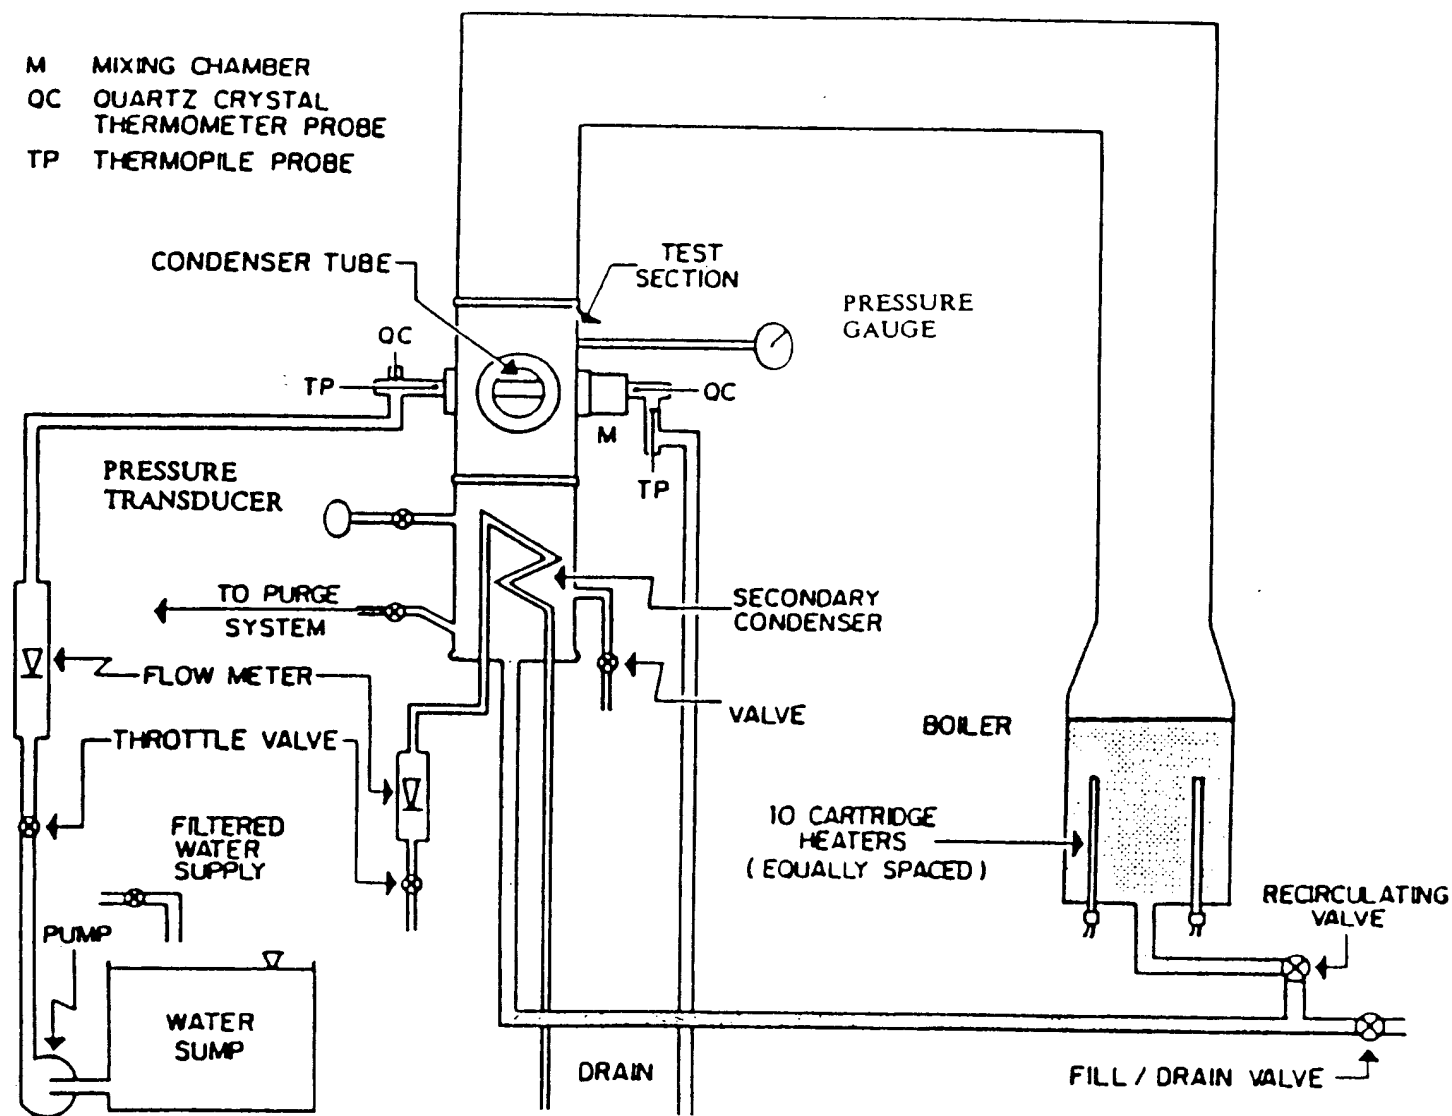 M MIXING CHAMBER
QC QUARTZ CRYSTAL
THERMOMETER PROBE
TP THERMOPILE PROBE
CONDENSER TUBE
TEST
SECTION
PRESSURE
GAUGE
QC
TP
QC
M
TP
PRESSURE
TRANSDUCER
TO PURGE
SYSTEM
SECONDARY
CONDENSER
FLOW METER
VALVE
BOILER
THROTTLE VALVE
FILTERED
WATER
SUPPLY
10 CARTRIDGE
HEATERS
(EQUALLY SPACED)
RECIRCULATING
VALVE
PUMP
WATER
SUMP
DRAIN
FILL / DRAIN VALVE